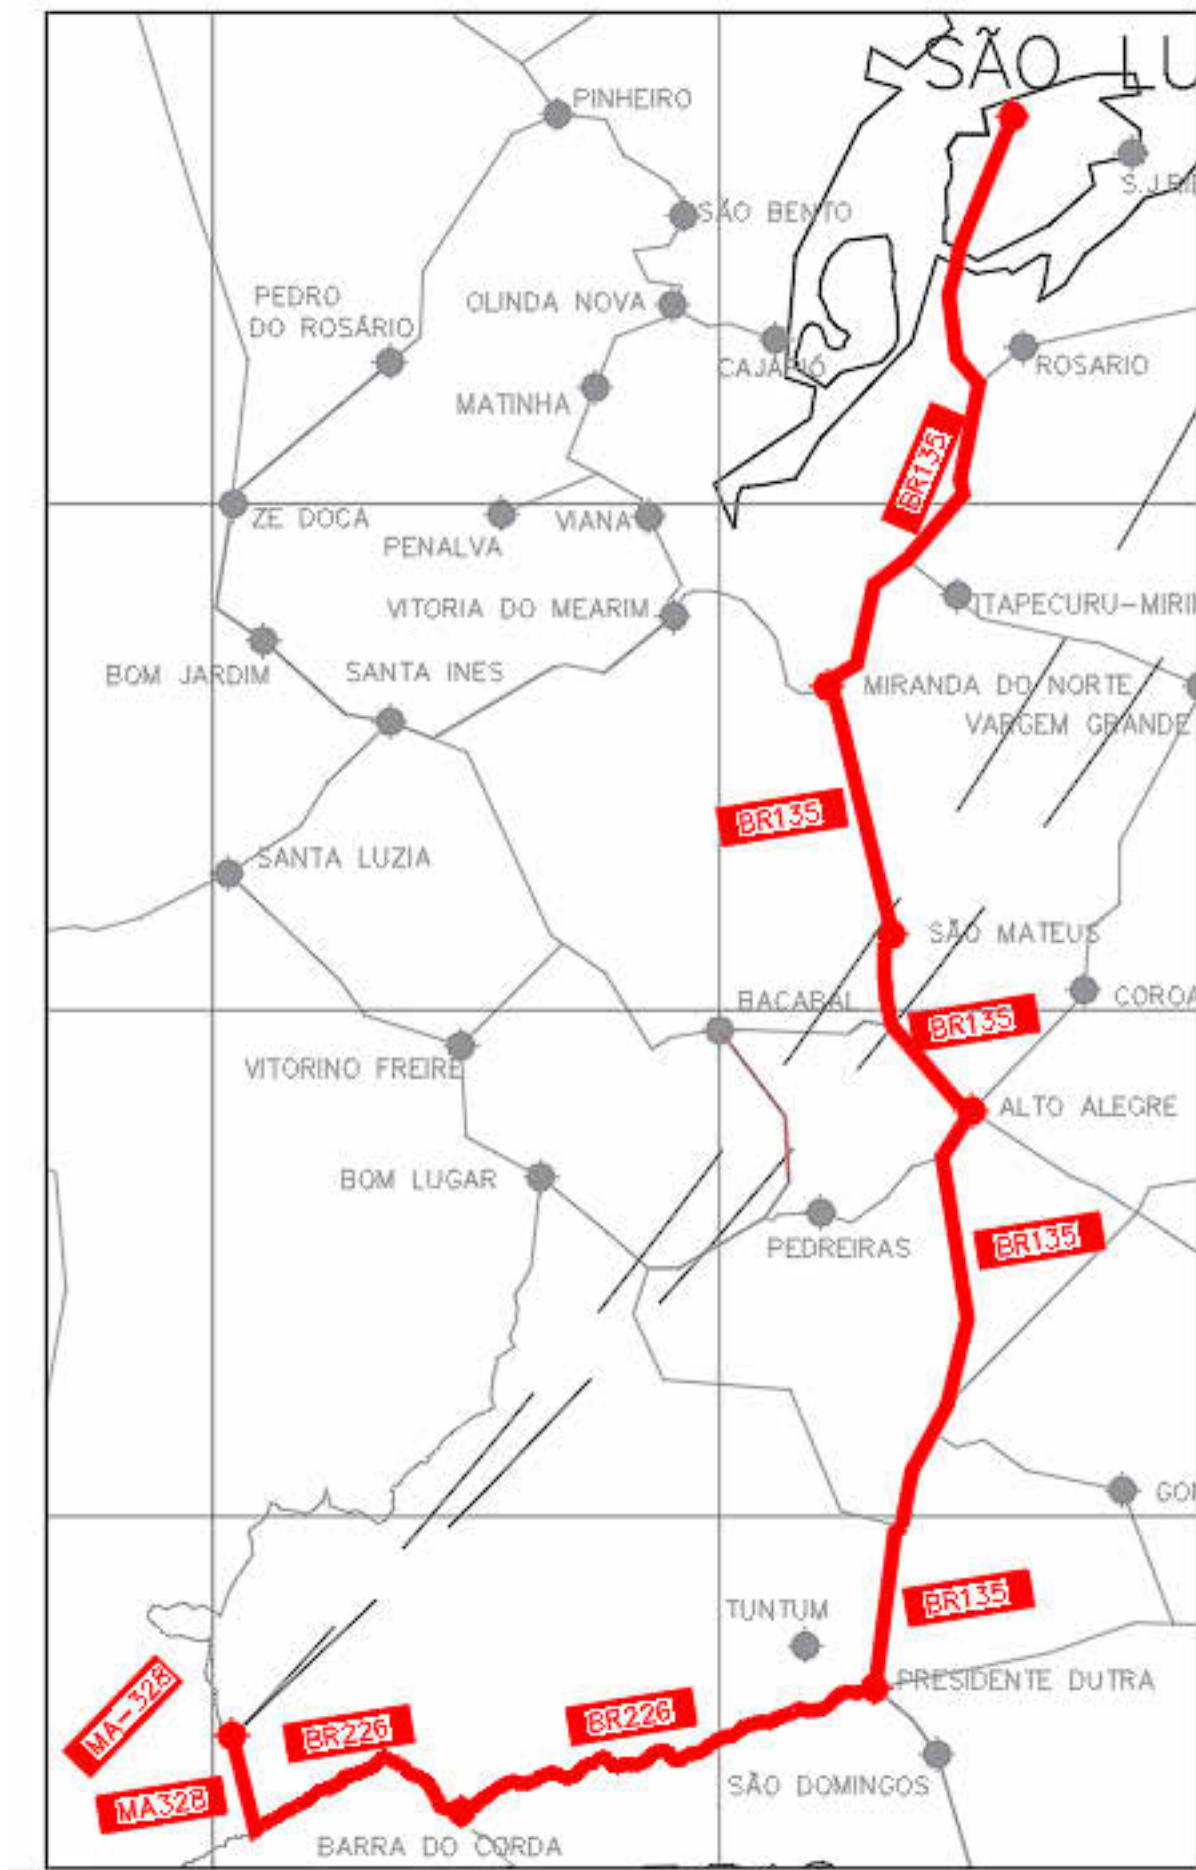 SÃO LU
PINHEIRO
S.J.RI
SÃO BENTO
PEDRO
DO ROSÁRIO
OLINDA NOVA
CAJAPIÓ
ROSARIO
MATINHA
BR135
ZE DOCA
PENALVA
VIANA
VITORIA DO MEARIM
ITAPECURU-MIRI
BOM JARDIM
SANTA INES
MIRANDA DO NORTE
VARGEM GRANDE
BR135
SANTA LUZIA
SÃO MATEUS
BACABAL
COROA
BR135
VITORINO FREIRE
ALTO ALEGRE
BOM LUGAR
PEDREIRAS
BR135
GON
BR135
TUNTUM
PRESIDENTE DUTRA
MA-328
BR226
BR226
MA328
SÃO DOMINGOS
BARRA DO CORDA